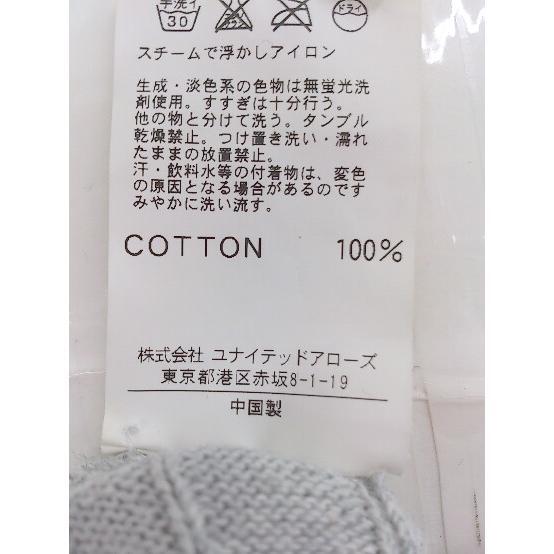 手洗イ
30
ドライ
スチームで浮かしアイロン
生成・淡色系の色物は無蛍光洗
剤使用。すすぎは十分行う。
他の物と分けて洗う。タンブル
乾燥禁止。つけ置き洗い・濡れ
たままの放置禁止。
汗・飲料水等の付着物は、変色
の原因となる場合があるのです
みやかに洗い流す。
COTTON 100%
株式会社 ユナイテッドアローズ
東京都港区赤坂8-1-19
中国製